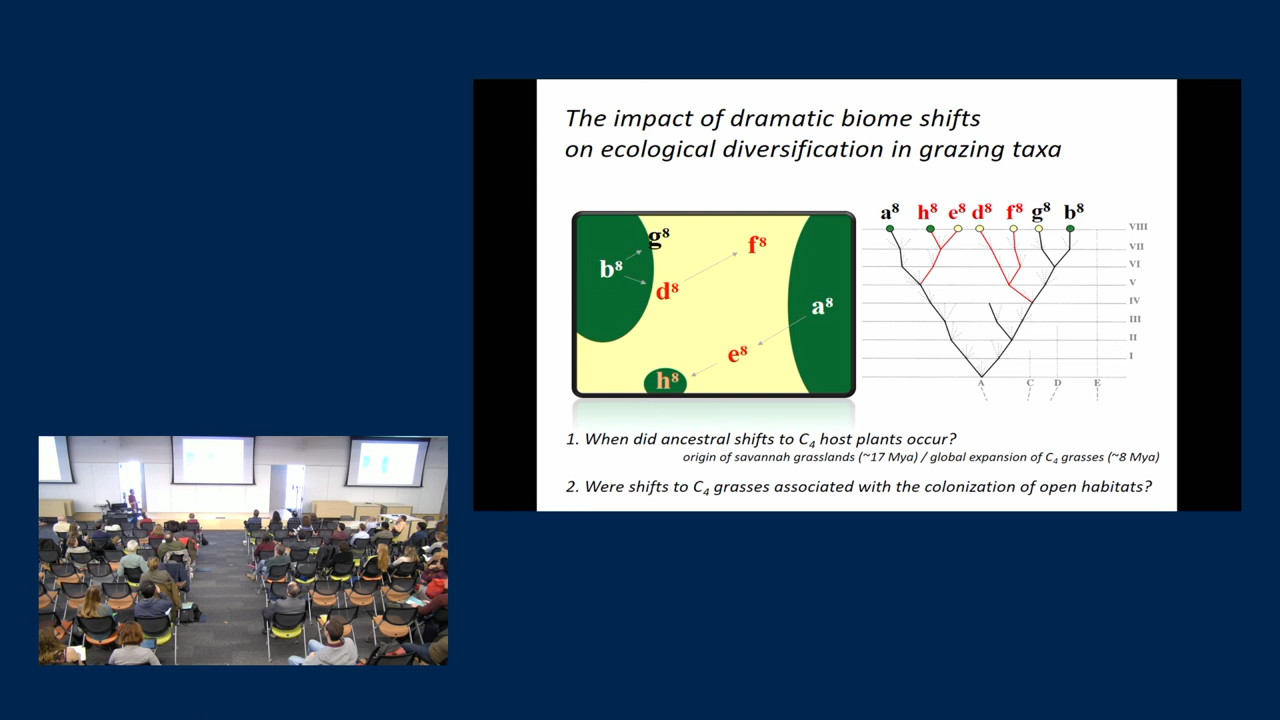 The impact of dramatic biome shifts
on ecological diversification in grazing taxa
g⁸
b⁸
d⁸
f⁸
a⁸
e⁸
h⁸
a⁸ h⁸ e⁸ d⁸ f⁸ g⁸ b⁸
VIII
VII
VI
V
IV
III
II
I
A C D E
1. When did ancestral shifts to C₄ host plants occur?
origin of savannah grasslands (~17 Mya) / global expansion of C₄ grasses (~8 Mya)
2. Were shifts to C₄ grasses associated with the colonization of open habitats?